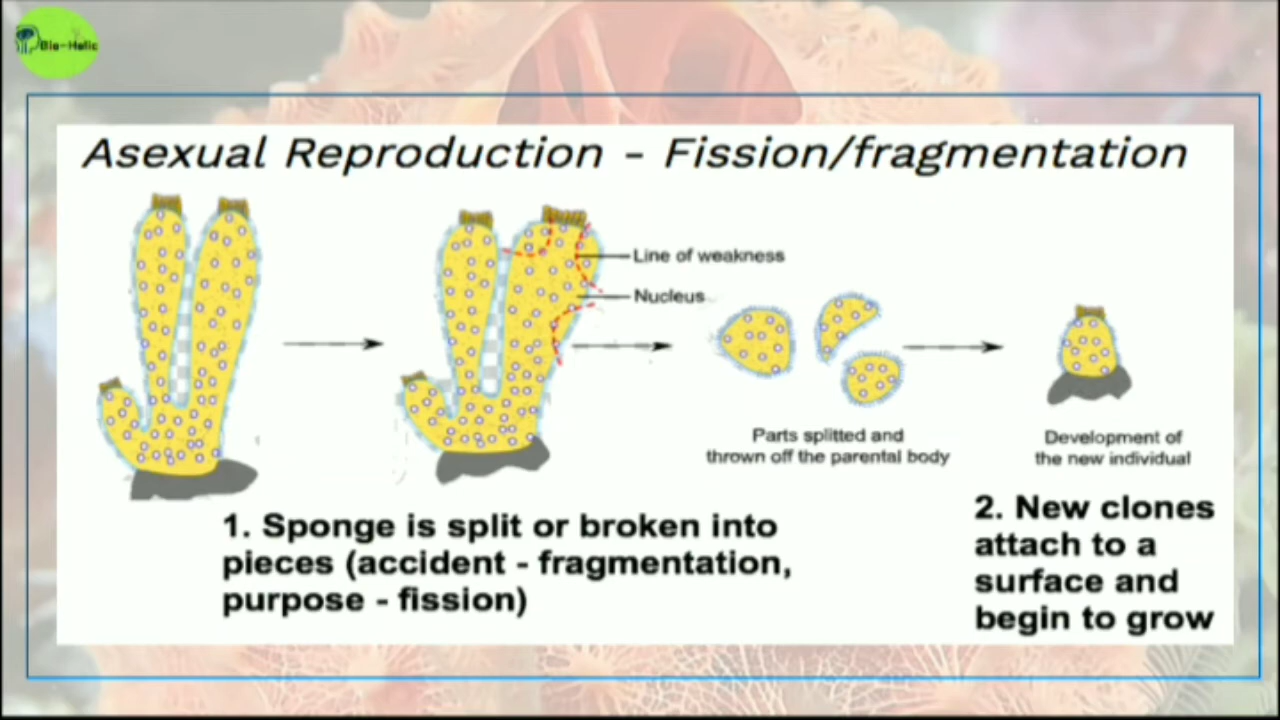 Bio-Holic
Asexual Reproduction - Fission/fragmentation
Line of weakness
Nucleus
Parts splitted and
thrown off the parental body
Development of
the new individual
1. Sponge is split or broken into
pieces (accident - fragmentation,
purpose - fission)
2. New clones
attach to a
surface and
begin to grow